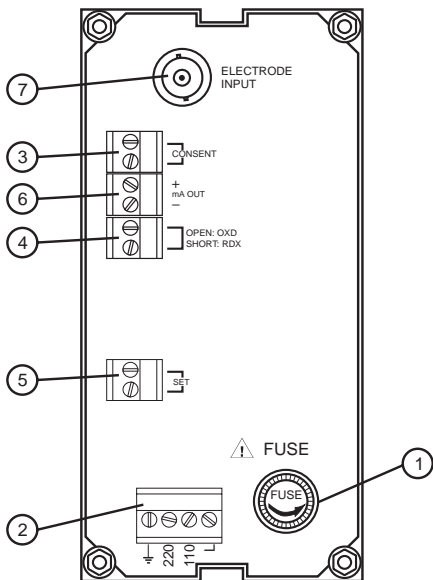 7
ELECTRODE
INPUT
3
CONSENT
6
+
mA OUT
–
4
OPEN: OXD
SHORT: RDX
5
SET
FUSE
1
FUSE
2
220
110
L